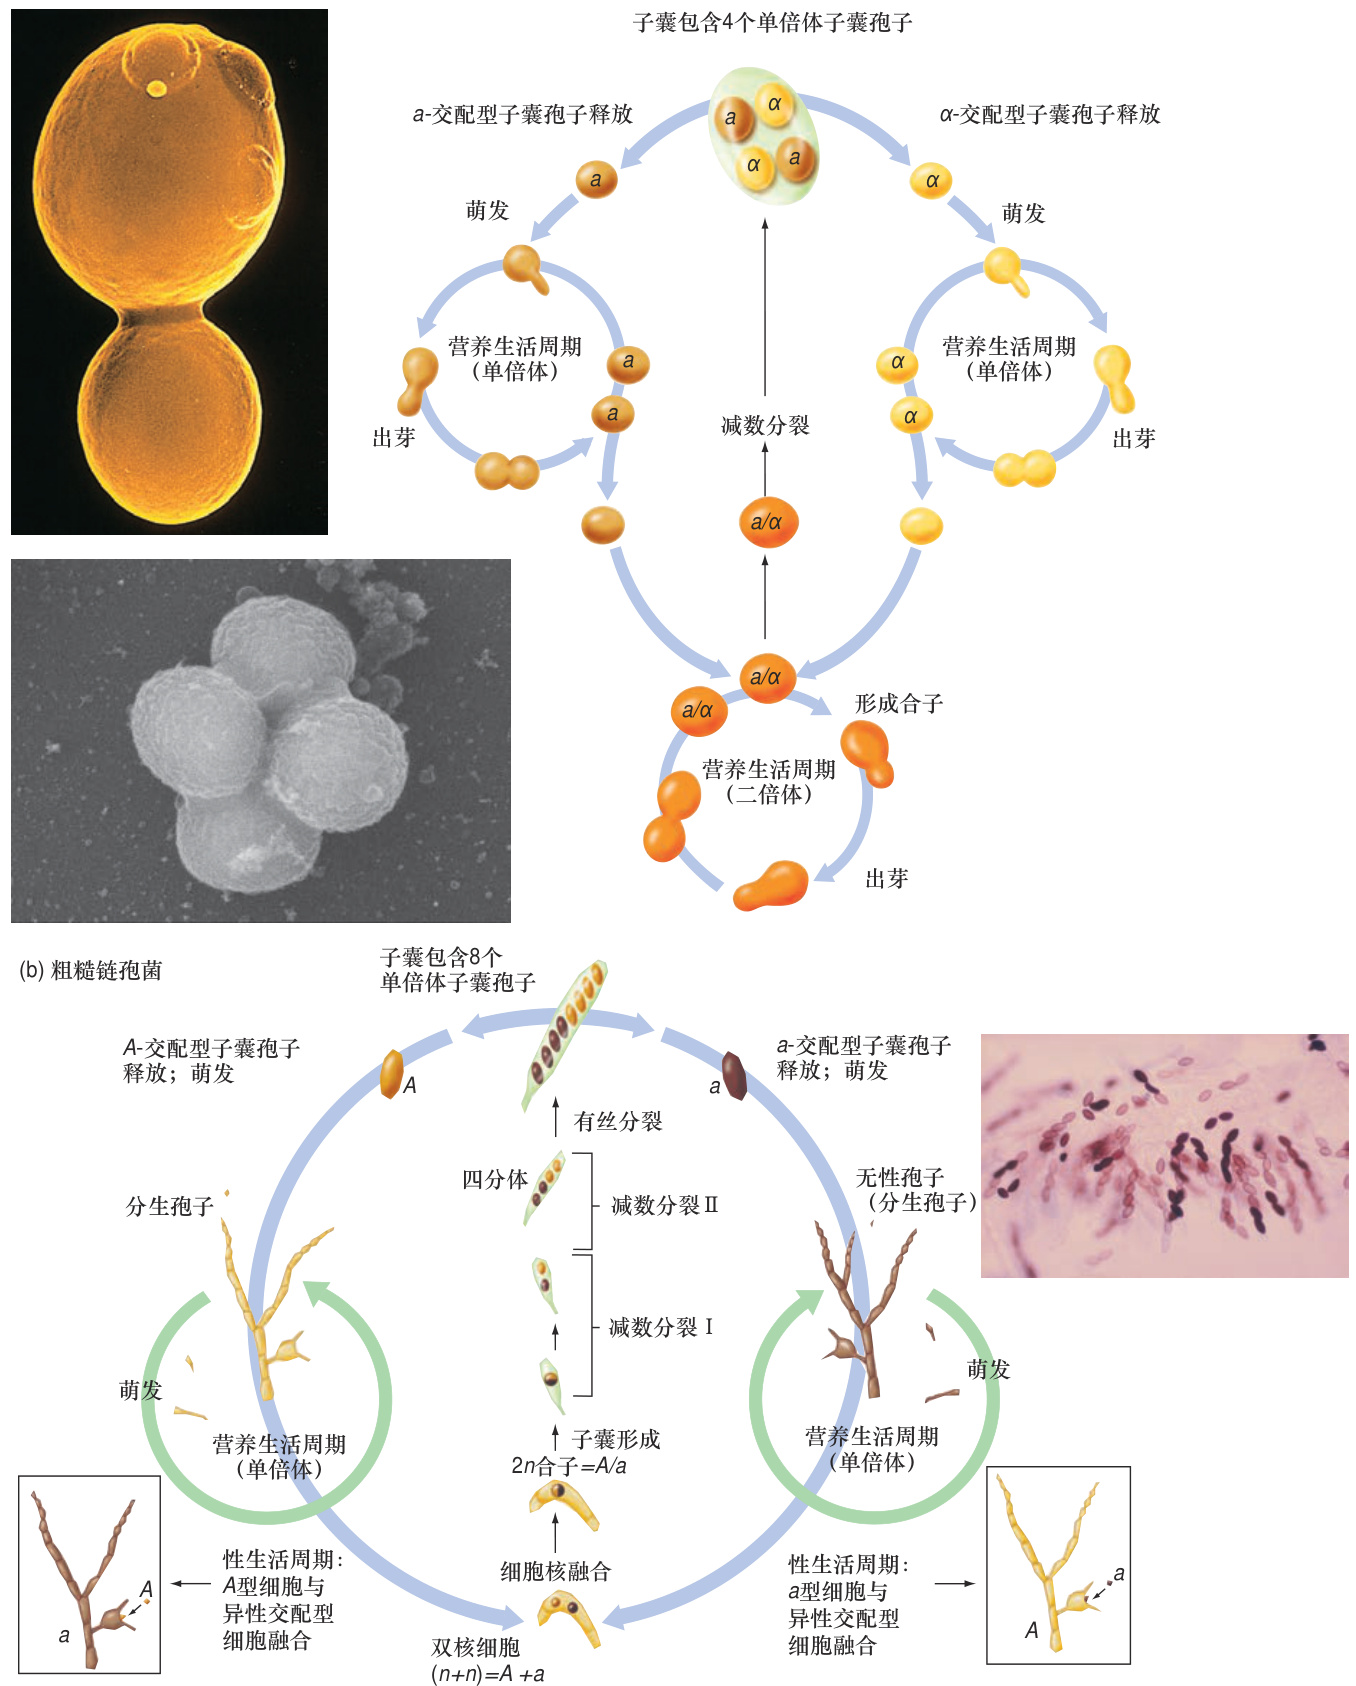 子囊包含4个单倍体子囊孢子
a-交配型子囊孢子释放
α-交配型子囊孢子释放
a
α
α
a
a
α
萌发
萌发
营养生活周期
（单倍体）
a
a
出芽
营养生活周期
（单倍体）
α
α
出芽
减数分裂
a/α
a/α
a/α
形成合子
营养生活周期
（二倍体）
出芽
(b) 粗糙链孢菌
子囊包含8个
单倍体子囊孢子
A-交配型子囊孢子
释放；萌发
A
a-交配型子囊孢子
释放；萌发
a
有丝分裂
四分体
减数分裂Ⅱ
减数分裂Ⅰ
分生孢子
无性孢子
（分生孢子）
萌发
萌发
营养生活周期
（单倍体）
营养生活周期
（单倍体）
子囊形成
2n合子=A/a
细胞核融合
双核细胞
(n+n)=A+a
性生活周期：
A型细胞与
异性交配型
细胞融合
A
a
性生活周期：
a型细胞与
异性交配型
细胞融合
a
A